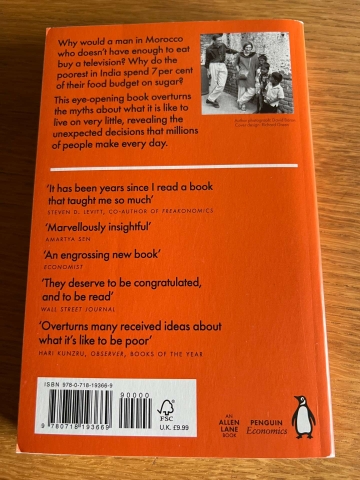 Why would a man in Morocco
who doesn't have enough to eat
buy a television? Why do the
poorest in India spend 7 per cent
of their food budget on sugar?
This eye-opening book overturns
the myths about what it is like to
live on very little, revealing the
unexpected decisions that millions
of people make every day.
'It has been years since I read a book
that taught me so much'
STEVEN D. LEVITT, CO-AUTHOR OF FREAKONOMICS
'Marvellously insightful'
AMARTYA SEN
'An engrossing new book'
ECONOMIST
'They deserve to be congratulated,
and to be read'
WALL STREET JOURNAL
'Overturns many received ideas about
what it's like to be poor'
HARI KUNZRU, OBSERVER, BOOKS OF THE YEAR
ISBN 978-0-718-19366-9
90000
9 780718 193669
FSC
U.K. £9.99
AN
ALLEN
LANE
BOOK
PENGUIN
Economics